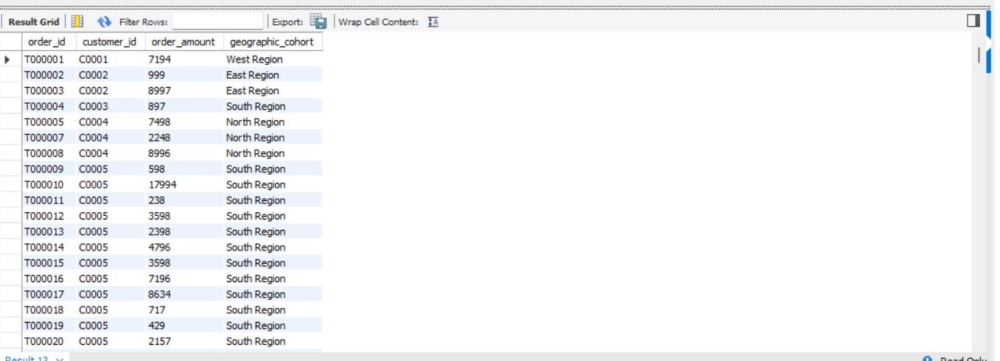 Result Grid Filter Rows: Export: Wrap Cell Content: IA
order_id customer_id order_amount geographic_cohort
T000001 C0001 7194 West Region
T000002 C0002 999 East Region
T000003 C0002 8997 East Region
T000004 C0003 897 South Region
T000005 C0004 7498 North Region
T000007 C0004 2248 North Region
T000008 C0004 8996 North Region
T000009 C0005 598 South Region
T000010 C0005 17994 South Region
T000011 C0005 238 South Region
T000012 C0005 3598 South Region
T000013 C0005 2398 South Region
T000014 C0005 4796 South Region
T000015 C0005 3598 South Region
T000016 C0005 7196 South Region
T000017 C0005 8634 South Region
T000018 C0005 717 South Region
T000019 C0005 429 South Region
T000020 C0005 2157 South Region
Result 13 Read Only